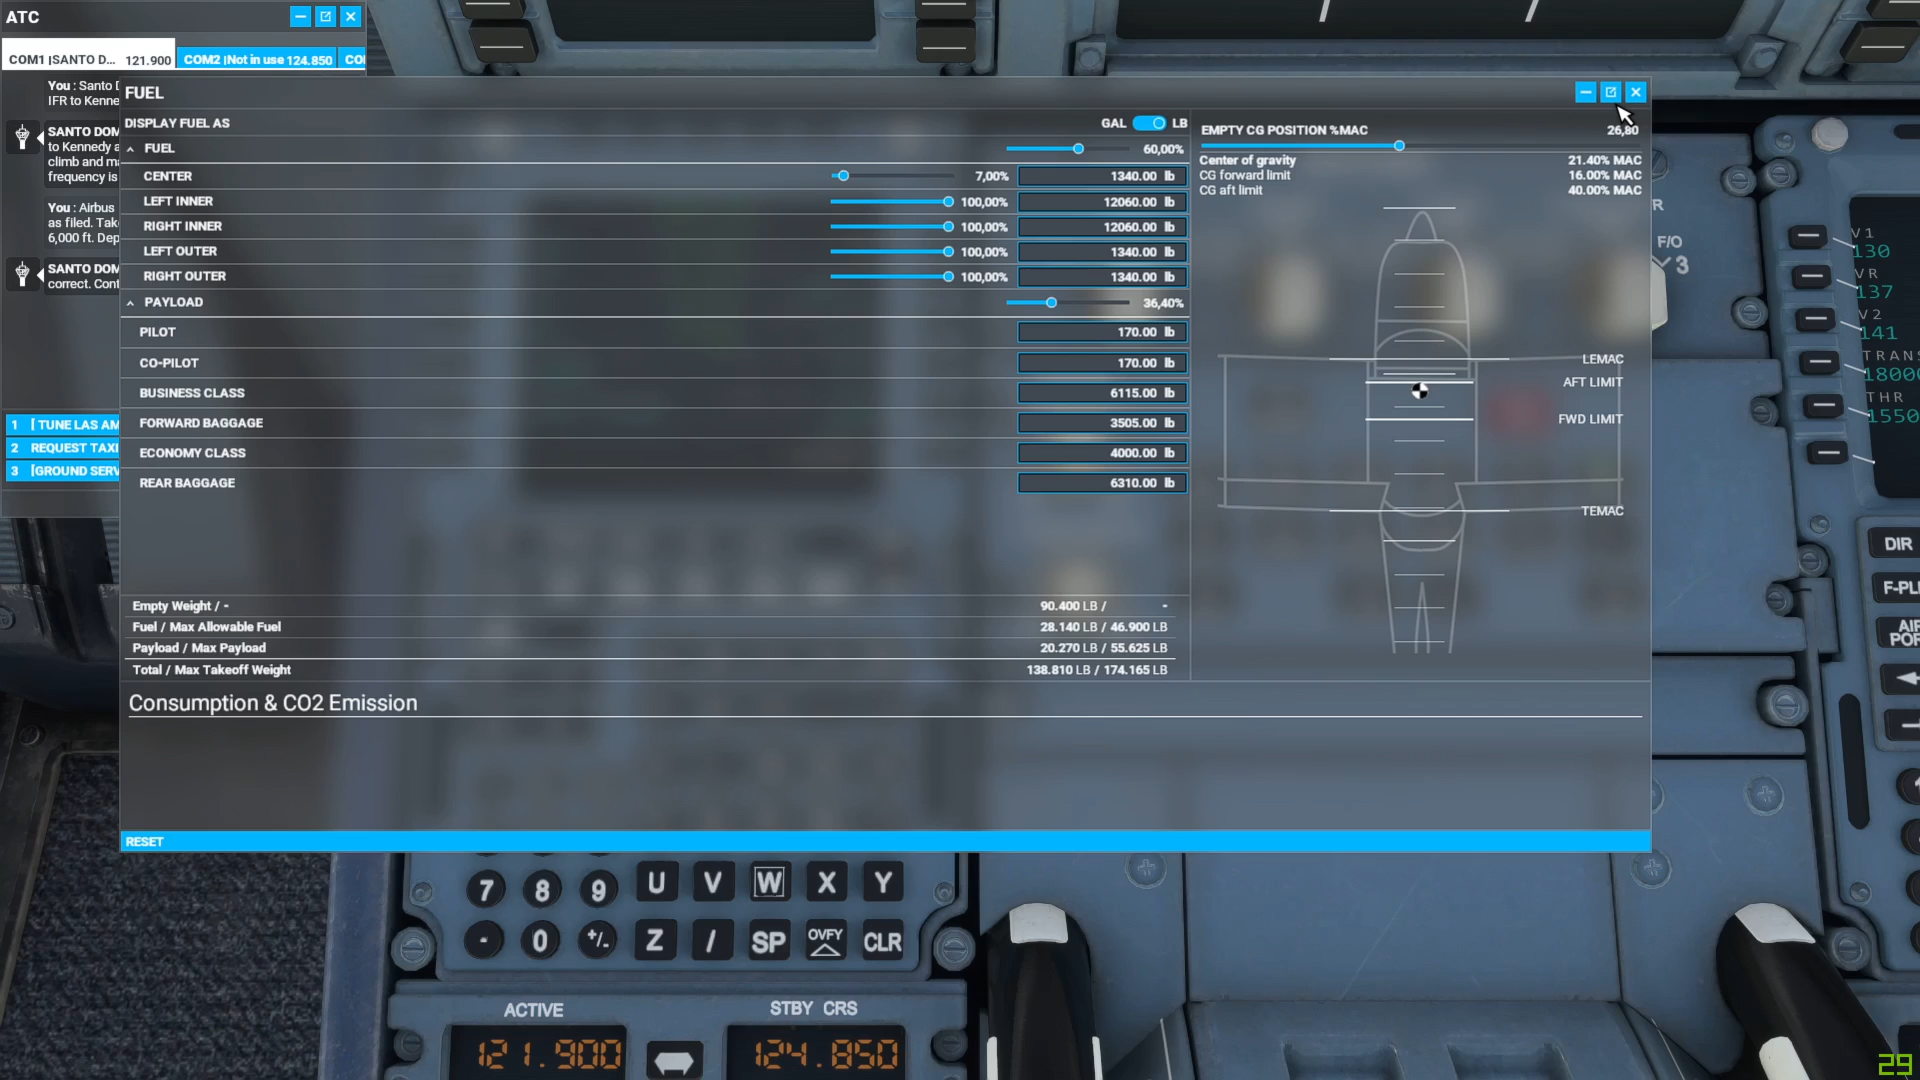 ATC
COM1 |SANTO D... 121.900 COM2 |Not in use 124.850
You : Santo
IFR to Kenne
SANTO DOM
to Kennedy a
climb and ma
frequency is
You : Airbus
as filed. Tak
6,000 ft. Dep
SANTO DOM
correct. Cont
1 [ TUNE LAS AM
2 REQUEST TAXI
3 [GROUND SERV
FUEL
DISPLAY FUEL AS GAL LB
FUEL 60,00%
CENTER 7,00% 1340.00 lb
LEFT INNER 100,00% 12060.00 lb
RIGHT INNER 100,00% 12060.00 lb
LEFT OUTER 100,00% 1340.00 lb
RIGHT OUTER 100,00% 1340.00 lb
PAYLOAD 36,40%
PILOT 170.00 lb
CO-PILOT 170.00 lb
BUSINESS CLASS 6115.00 lb
FORWARD BAGGAGE 3505.00 lb
ECONOMY CLASS 4000.00 lb
REAR BAGGAGE 6310.00 lb
Empty Weight / - 90.400 LB / -
Fuel / Max Allowable Fuel 28.140 LB / 46.900 LB
Payload / Max Payload 20.270 LB / 55.625 LB
Total / Max Takeoff Weight 138.810 LB / 174.165 LB
EMPTY CG POSITION %MAC 26,80
Center of gravity 21.40% MAC
CG forward limit 16.00% MAC
CG aft limit 40.00% MAC
LEMAC
AFT LIMIT
FWD LIMIT
TEMAC
Consumption & CO2 Emission
RESET
F/O
3
V1
130
VR
137
V2
141
TRANS
18000
THR
1550
DIR
F-PL
AIR
POR
7 8 9 U V W X Y
- 0 +/- Z / SP OVFY CLR
ACTIVE STBY CRS
121.900 124.850
29